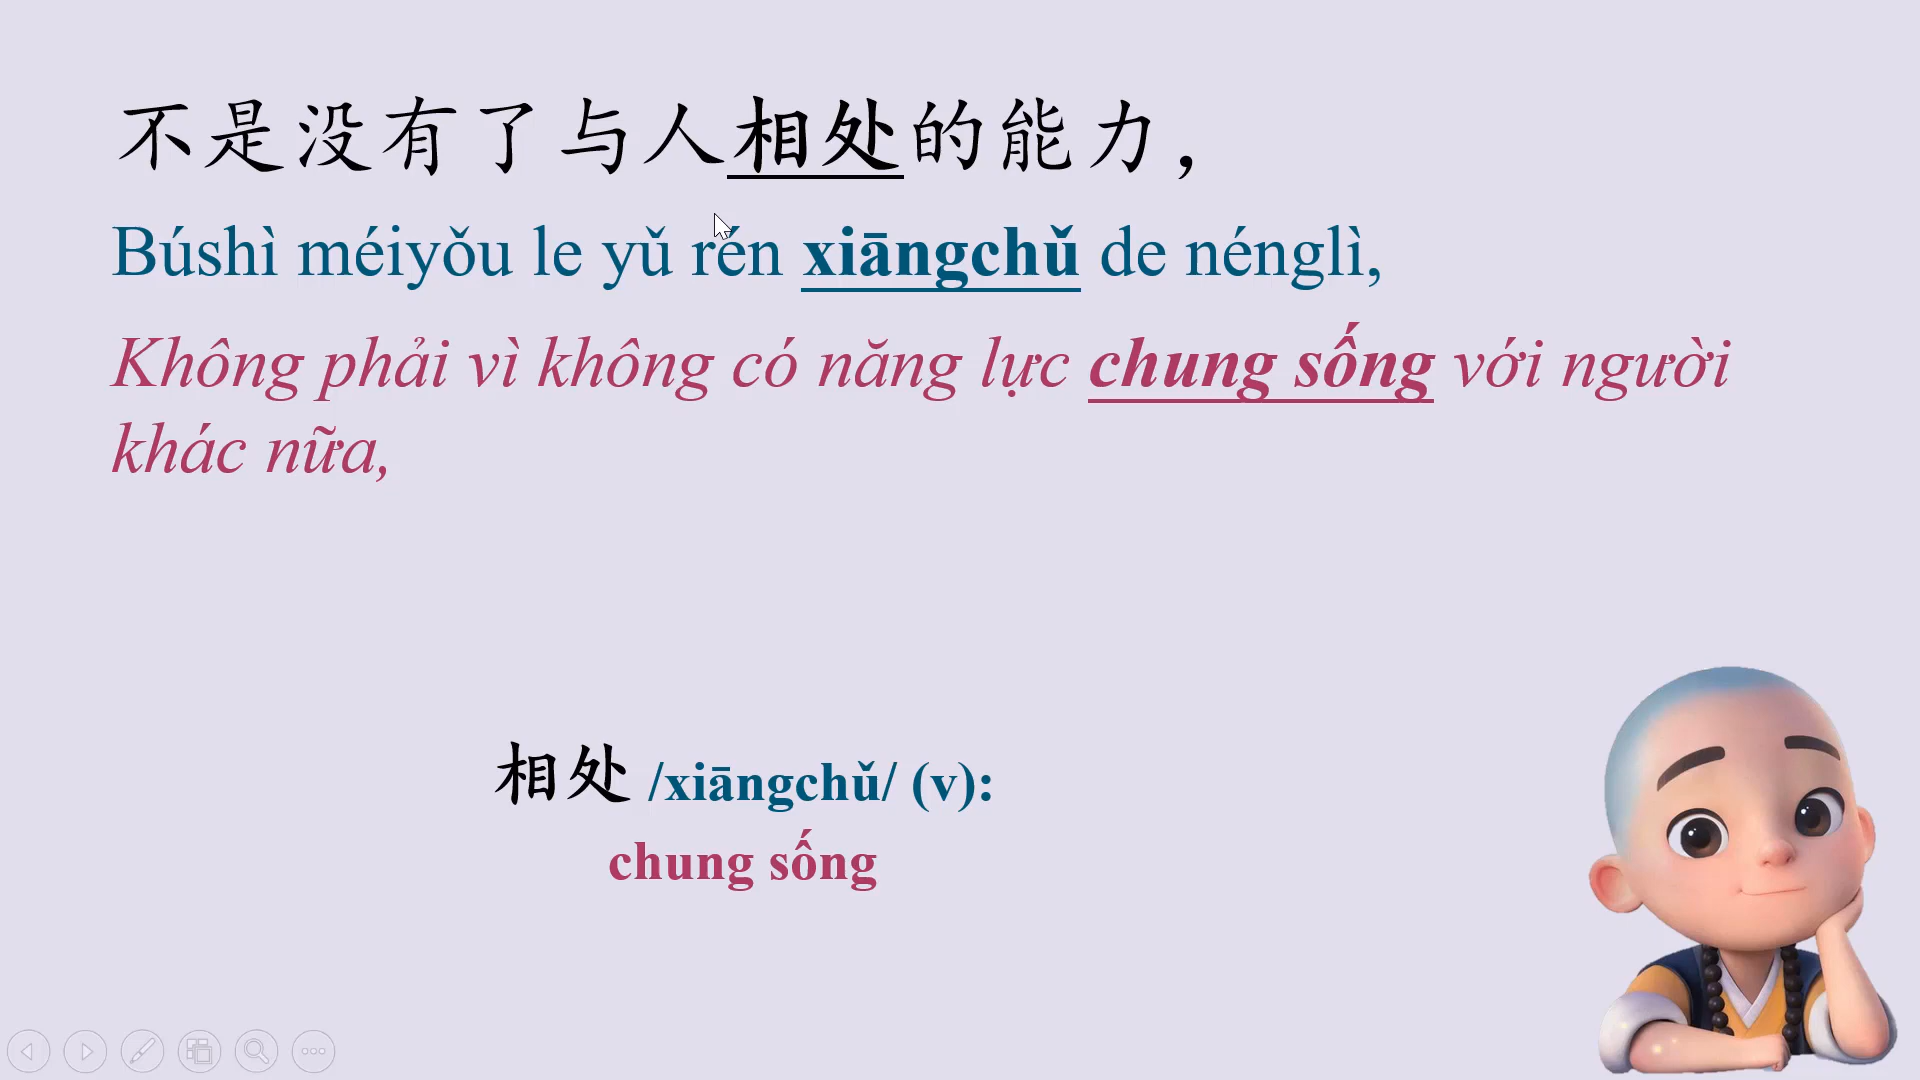 不是没有了与人相处的能力，
Búshì méiyǒu le yǔ rén xiāngchǔ de nénglì,
Không phải vì không có năng lực chung sống với người
khác nữa,
相处 /xiāngchǔ/ (v):
chung sống